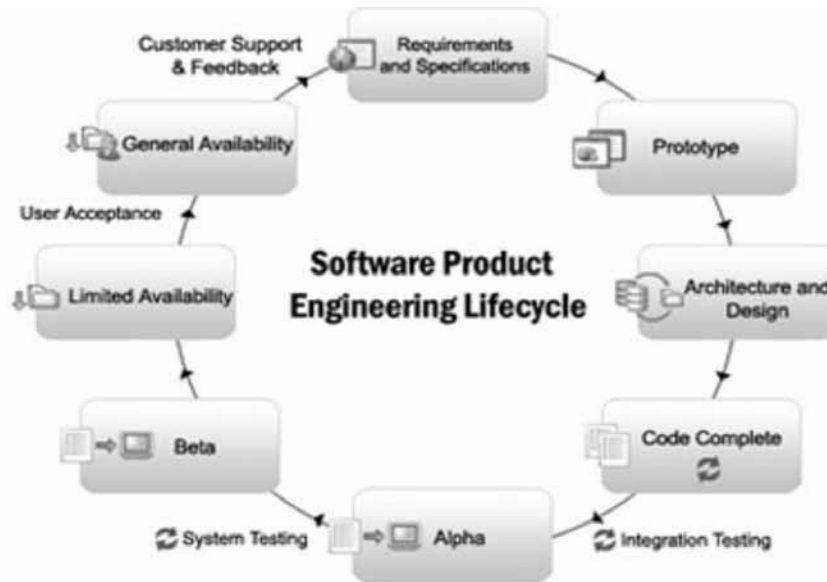 Customer Support
& Feedback
Requirements
and Specifications
General Availability
Prototype
User Acceptance
Software Product
Engineering Lifecycle
Limited Availability
Architecture and
Design
Beta
Code Complete
System Testing
Alpha
Integration Testing